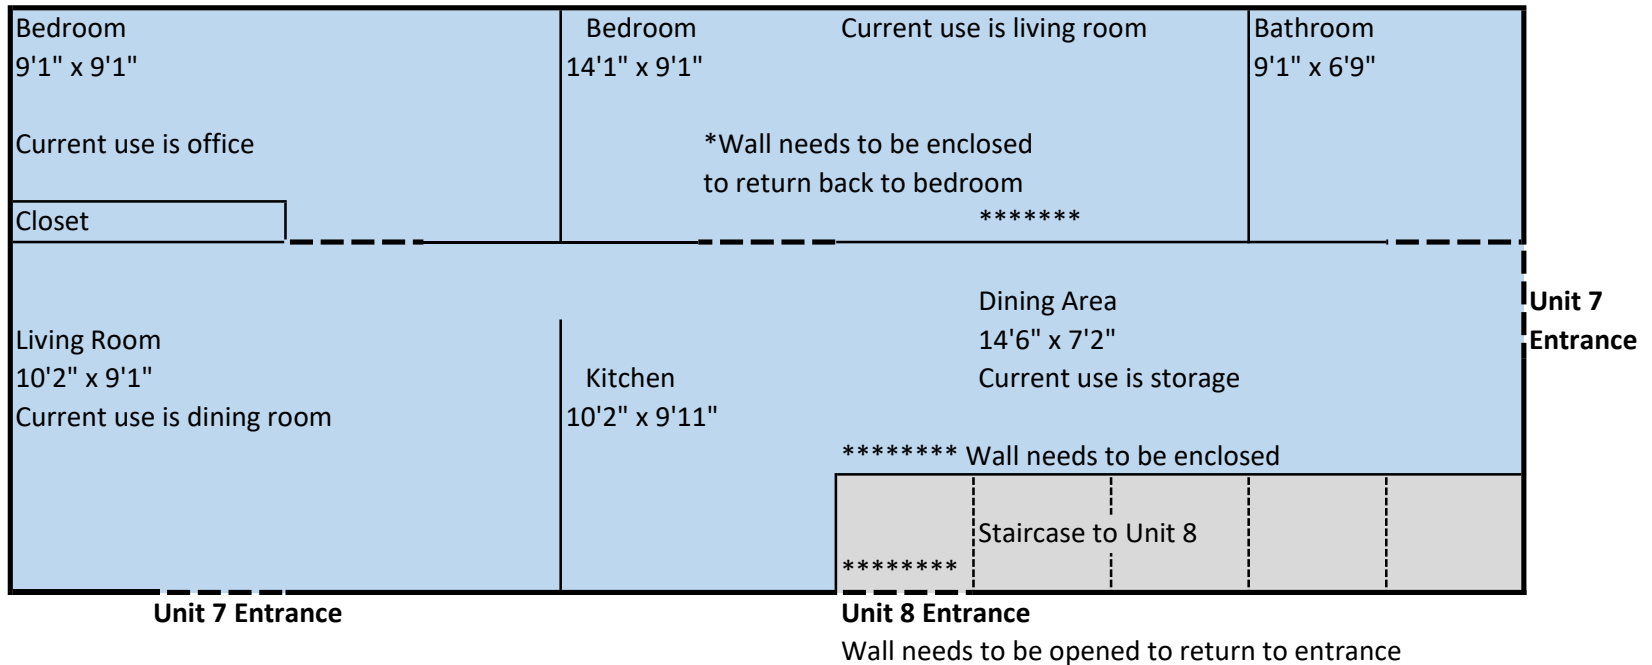 Bedroom
9'1" x 9'1"
Current use is office
Closet
Bedroom
14'1" x 9'1"
Current use is living room
*Wall needs to be enclosed
to return back to bedroom
*******
Bathroom
9'1" x 6'9"
Living Room
10'2" x 9'1"
Current use is dining room
Kitchen
10'2" x 9'11"
Dining Area
14'6" x 7'2"
Current use is storage
******** Wall needs to be enclosed
Staircase to Unit 8
********
Unit 7
Entrance
Unit 7 Entrance
Unit 8 Entrance
Wall needs to be opened to return to entrance